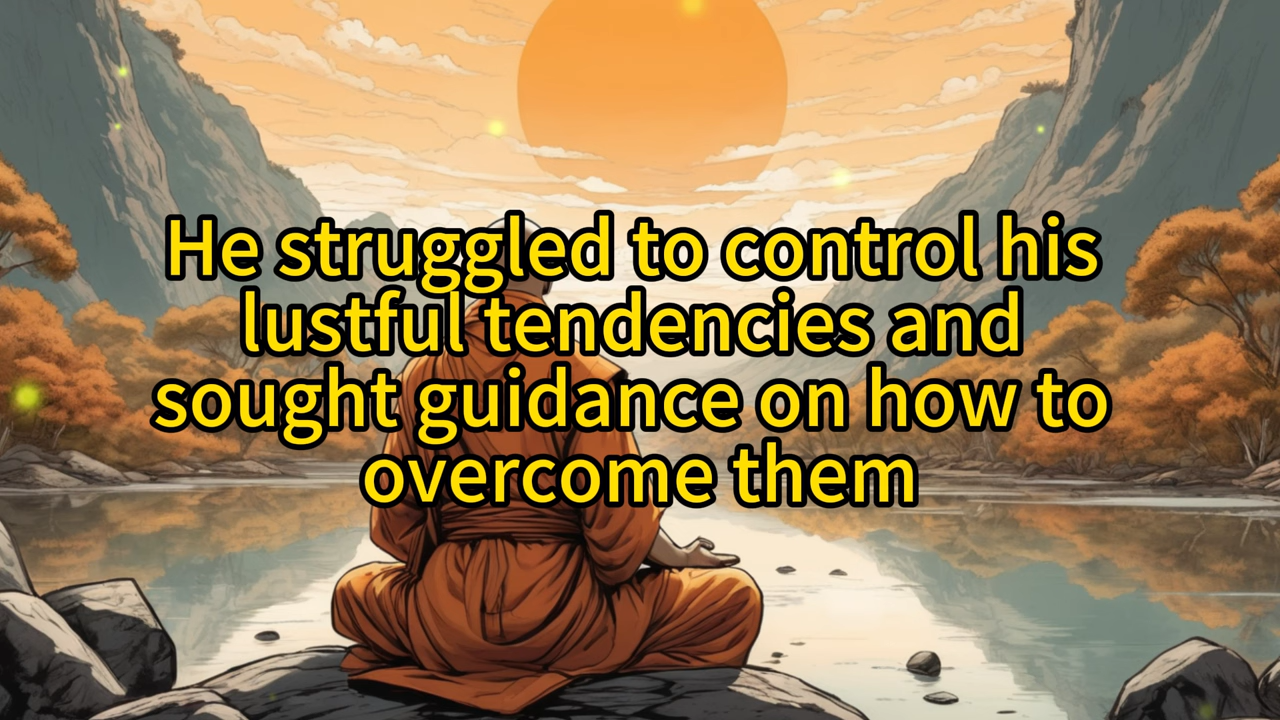 He struggled to control his
lustful tendencies and
sought guidance on how to
overcome them